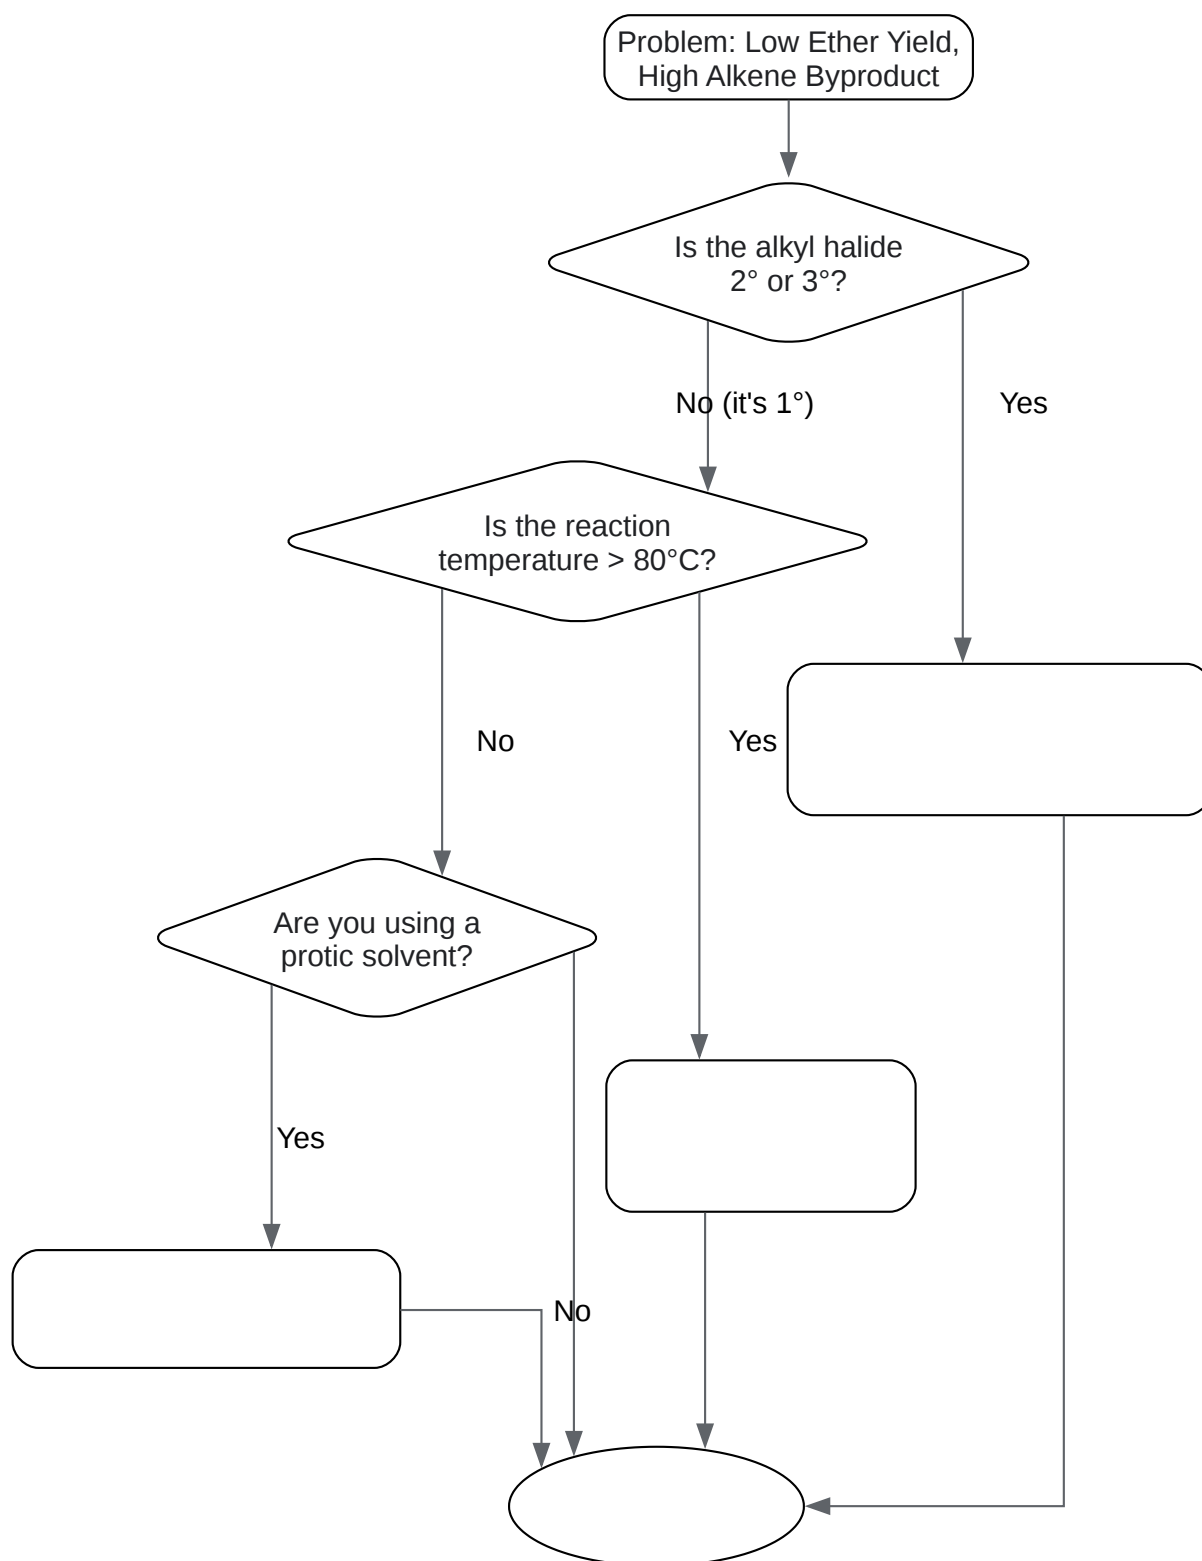 Problem: Low Ether Yield,
High Alkene Byproduct
Is the alkyl halide
2° or 3°?
No (it's 1°)
Yes
Is the reaction
temperature > 80°C?
No
Yes
Are you using a
protic solvent?
Yes
No